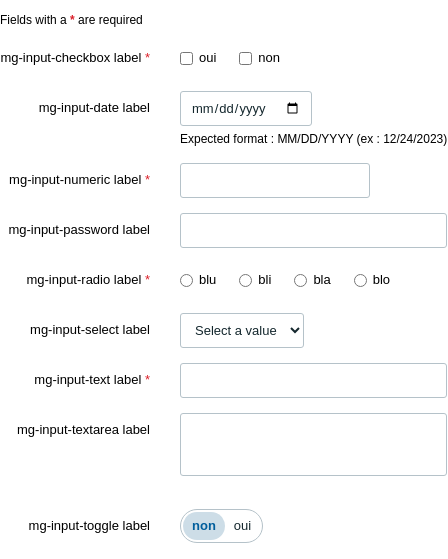 Fields with a * are required
mg-input-checkbox label * oui non
mg-input-date label mm/dd/yyyy
Expected format : MM/DD/YYYY (ex : 12/24/2023)
mg-input-numeric label *
mg-input-password label
mg-input-radio label * blu bli bla blo
mg-input-select label Select a value
mg-input-text label *
mg-input-textarea label
mg-input-toggle label non oui